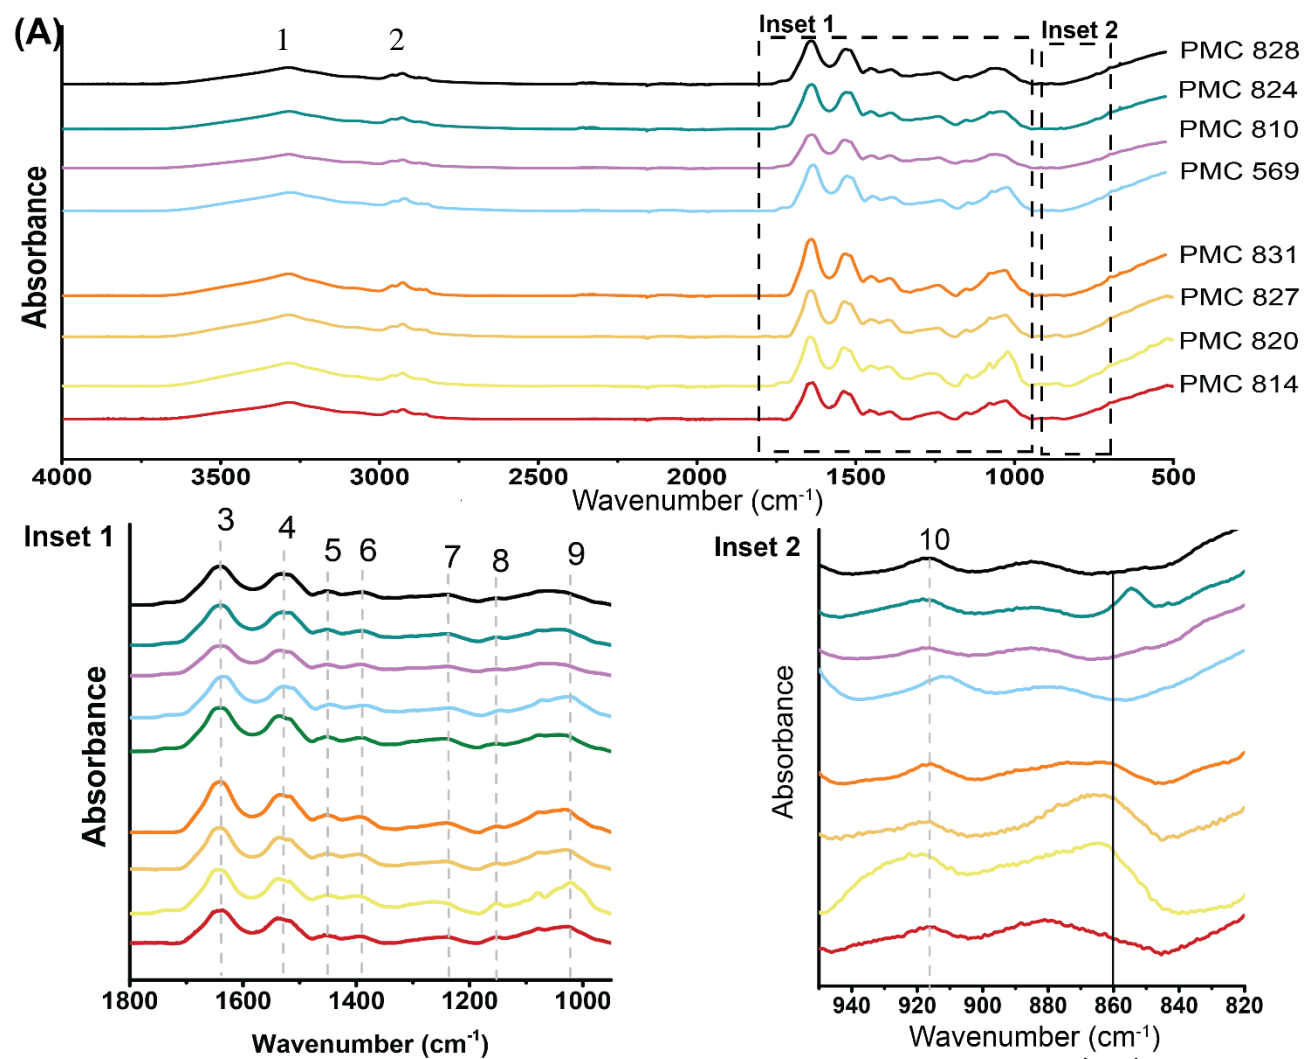 (A)
1
2
Inset 1
Inset 2
PMC 828
PMC 824
PMC 810
PMC 569
PMC 831
PMC 827
PMC 820
PMC 814
Absorbance
4000 3500 3000 2500 2000 1500 1000 500
Wavenumber (cm-1)
Inset 1
3 4 5 6 7 8 9
Absorbance
1800 1600 1400 1200 1000
Wavenumber (cm-1)
Inset 2
10
Absorbance
940 920 900 880 860 840 820
Wavenumber (cm-1)